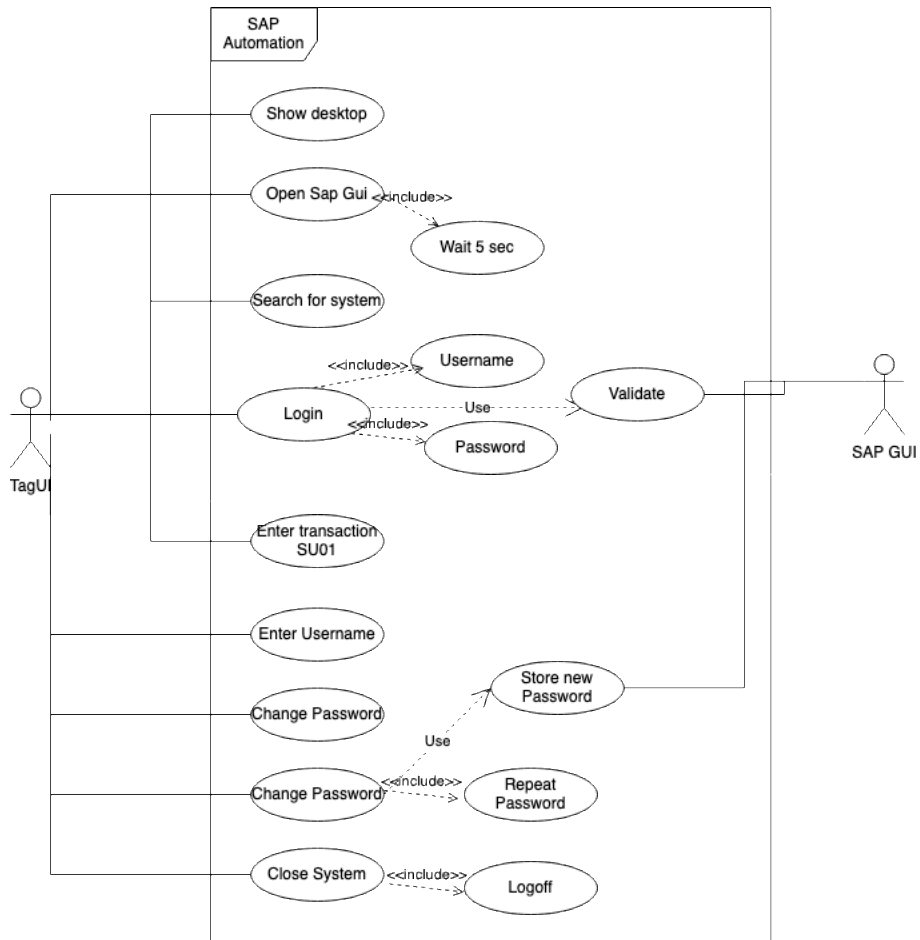 SAP
Automation
Show desktop
Open Sap Gui
<<include>>
Wait 5 sec
Search for system
<<include>>
Username
Login
Use
Validate
<<include>>
Password
TagUI
SAP GUI
Enter transaction
SU01
Enter Username
Store new
Password
Change Password
Use
Change Password
<<include>>
Repeat
Password
Close System
<<include>>
Logoff